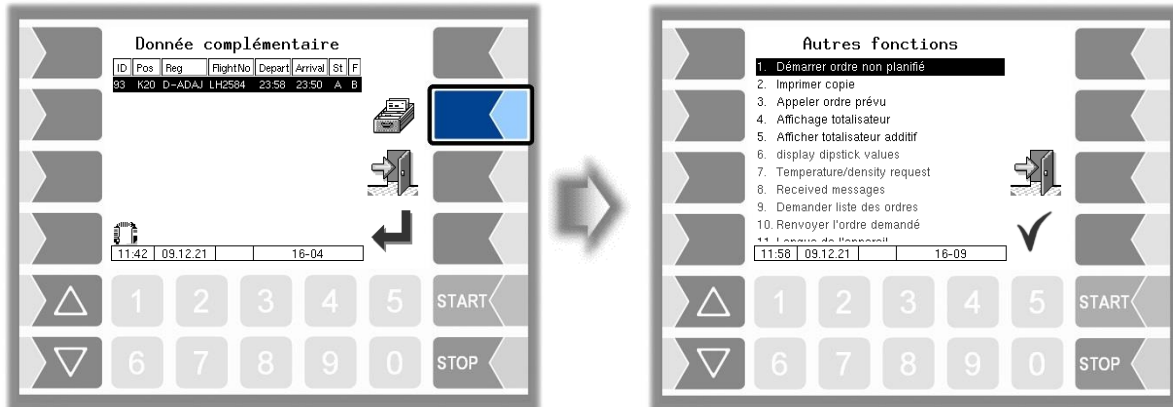 Donnée complémentaire
ID Pos Reg FlightNo Depart Arrival St F
93 K20 D-ADAJ LH2584 23:58 23:50 A B
11:42 09.12.21 16-04
1 2 3 4 5 START
6 7 8 9 0 STOP
Autres fonctions
1. Démarrer ordre non planifié
2. Imprimer copie
3. Appeler ordre prévu
4. Affichage totalisateur
5. Afficher totalisateur additif
6. display dipstick values
7. Temperature/density request
8. Received messages
9. Demander liste des ordres
10. Renvoyer l'ordre demandé
11. Langue de l'appareil
11:58 09.12.21 16-09
1 2 3 4 5 START
6 7 8 9 0 STOP